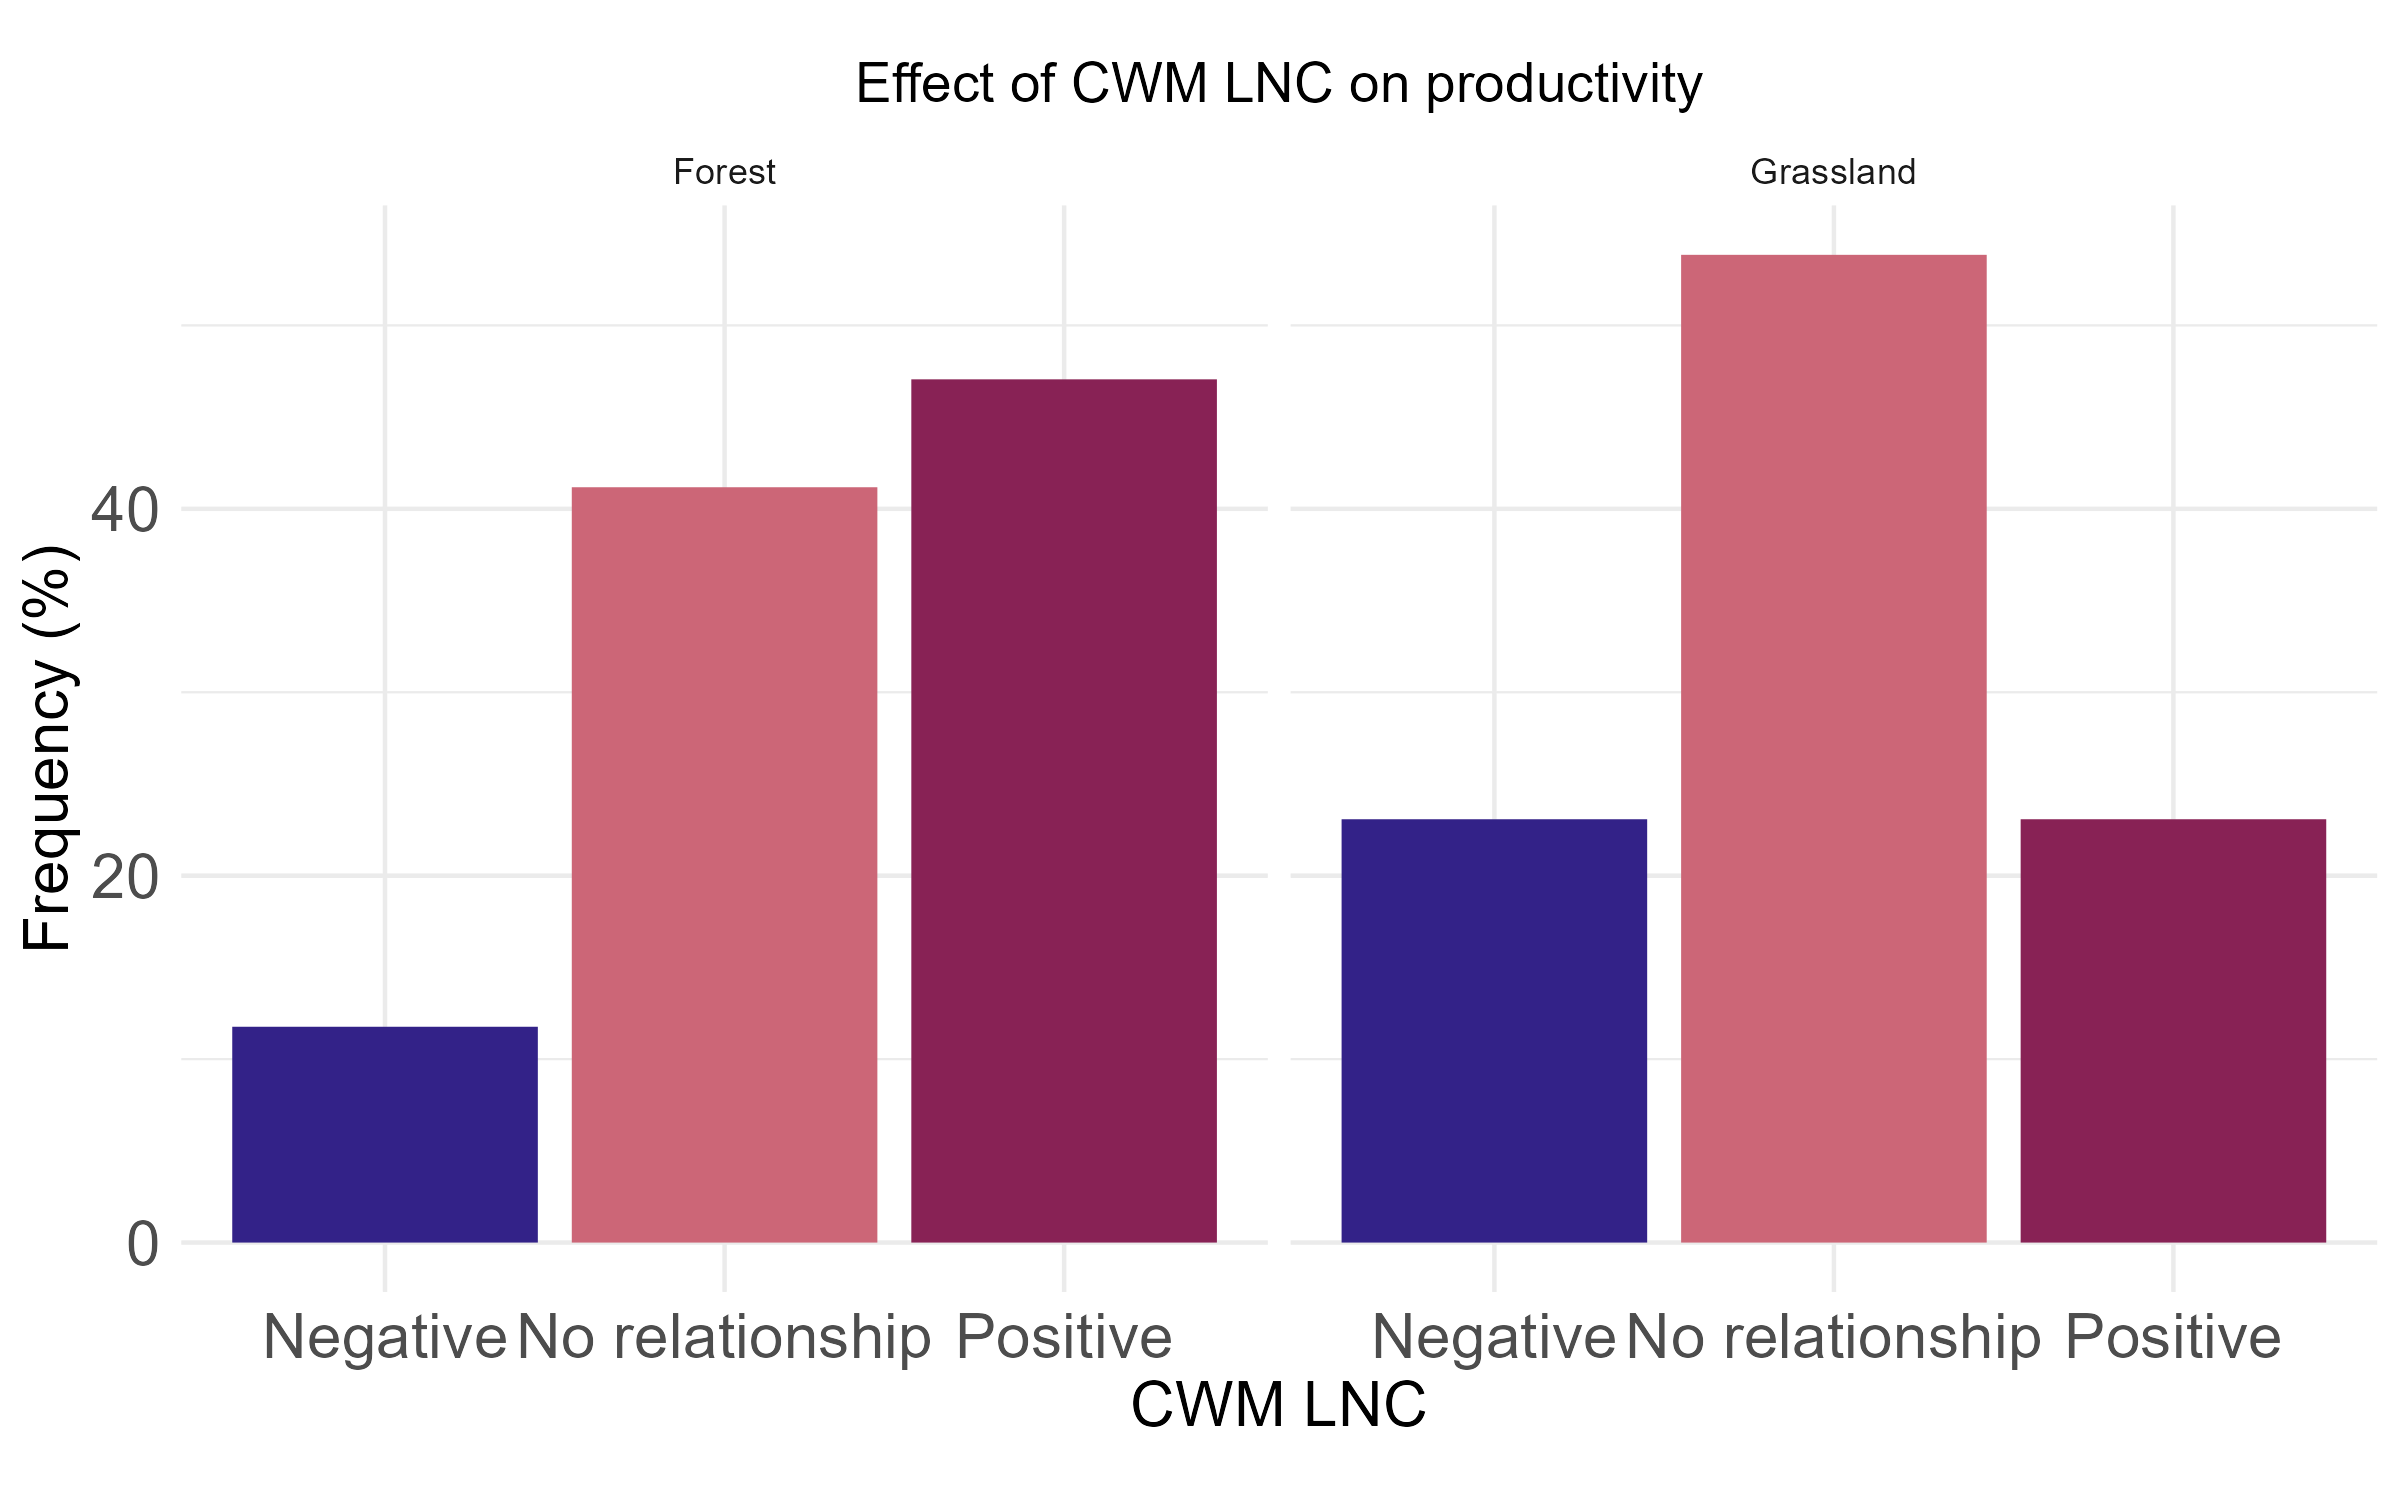 Effect of CWM LNC on productivity
Forest
Grassland
Frequency (%)
40
20
0
Negative No relationship Positive
Negative No relationship Positive
CWM LNC